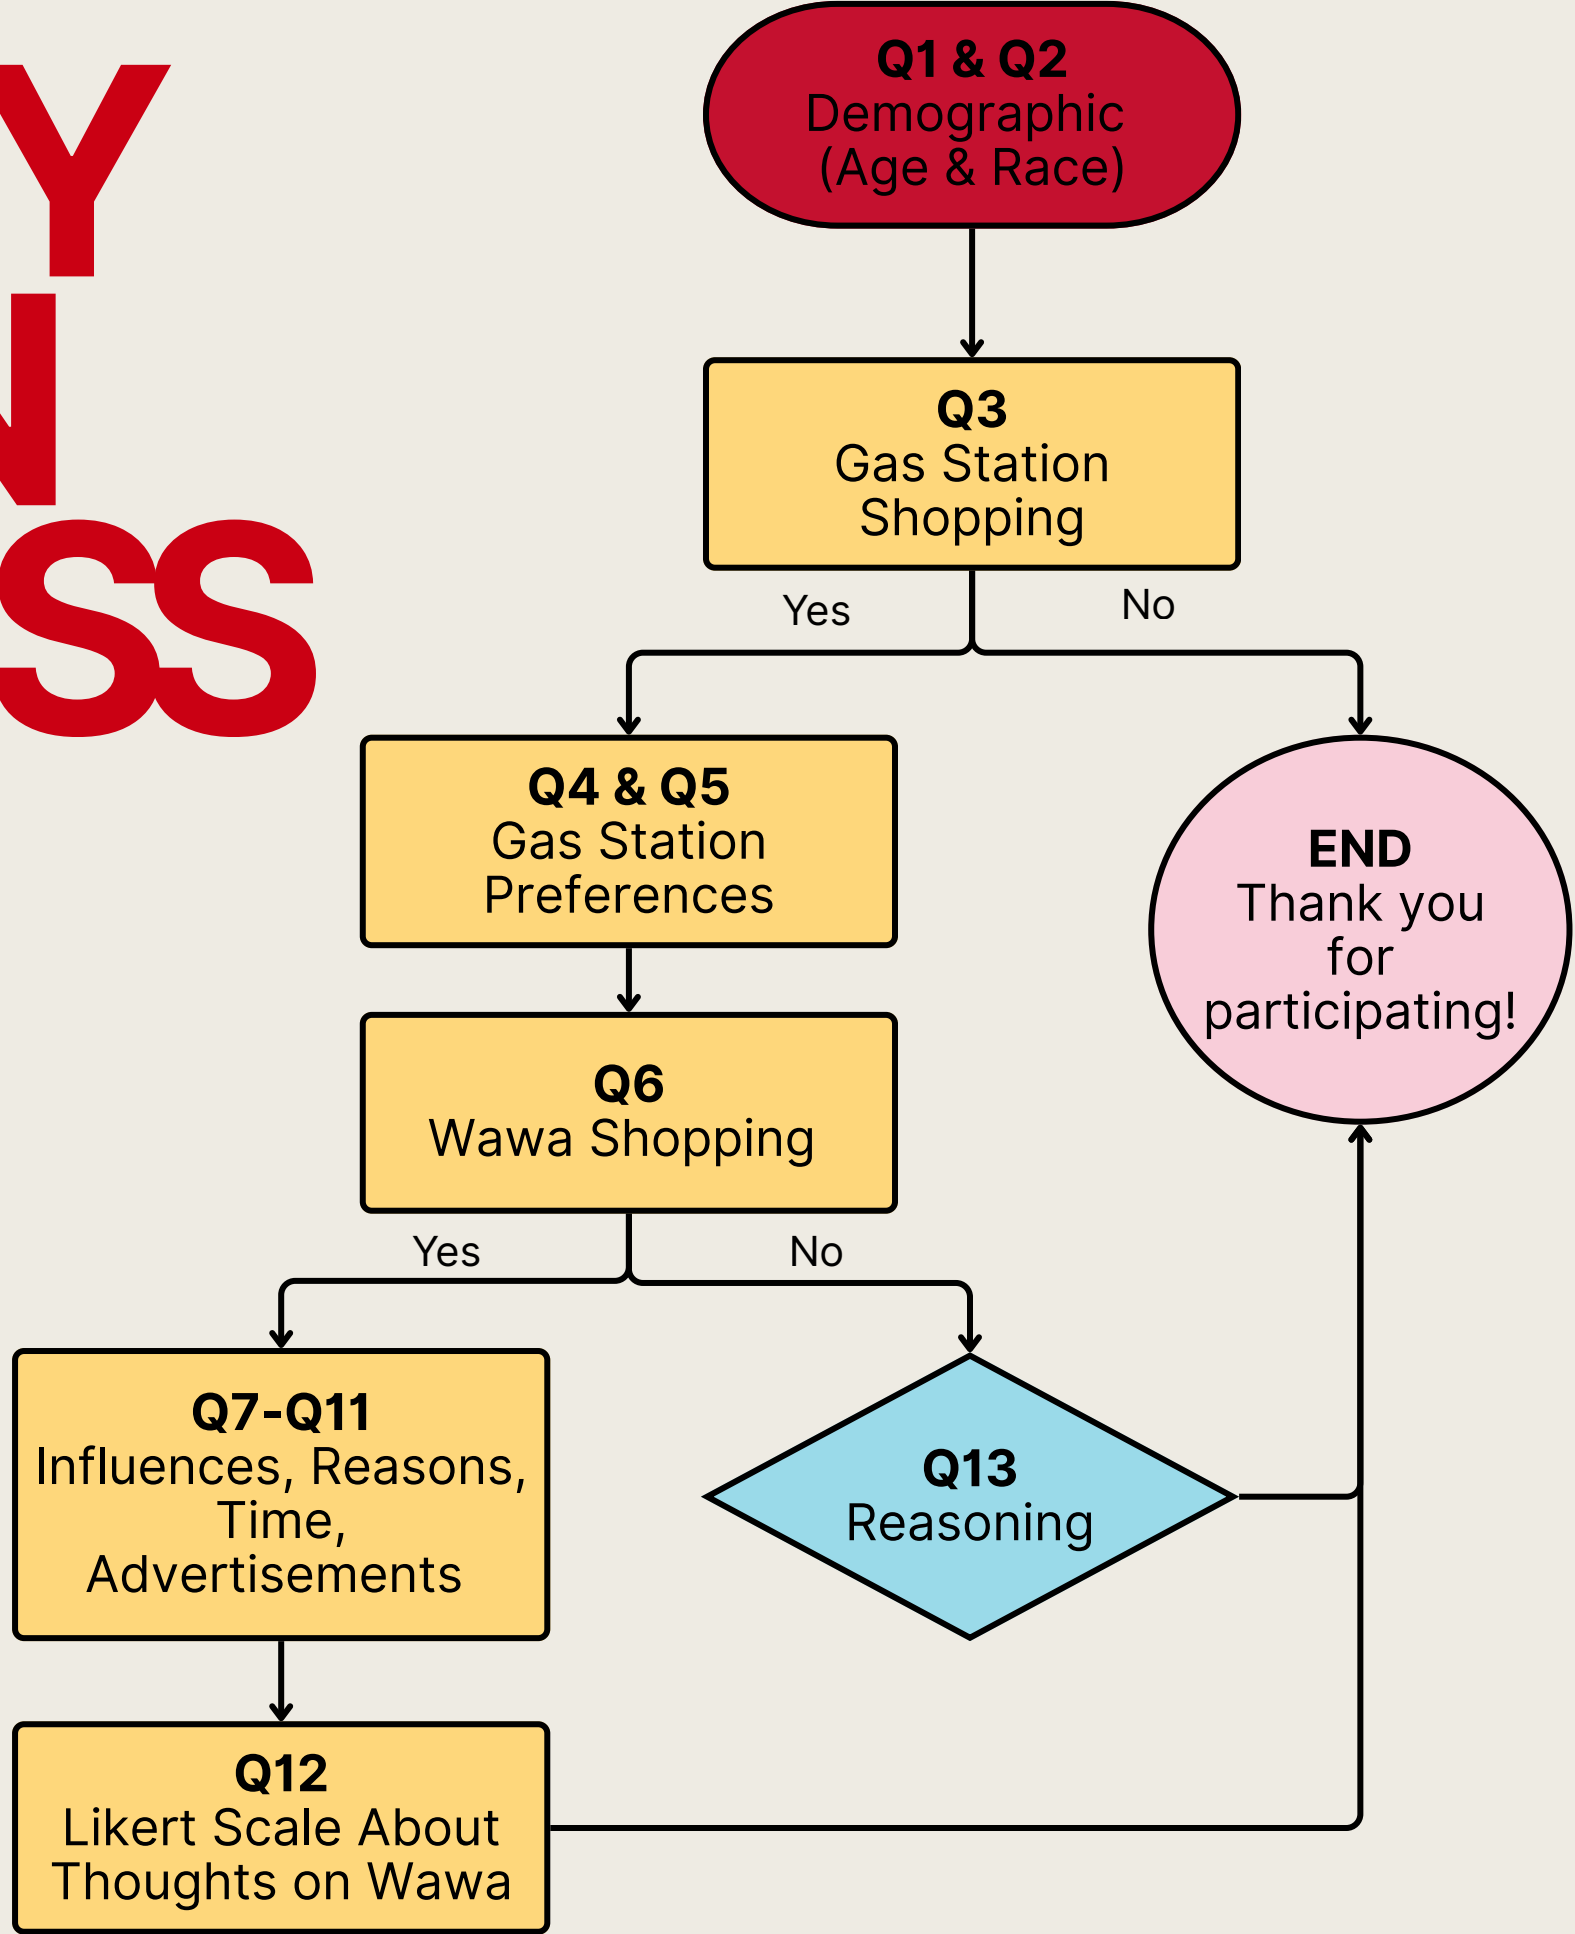 Y
N
SS
Q1 & Q2
Demographic
(Age & Race)
Q3
Gas Station
Shopping
Yes
No
Q4 & Q5
Gas Station
Preferences
END
Thank you
for
participating!
Q6
Wawa Shopping
Yes
No
Q7-Q11
Influences, Reasons,
Time,
Advertisements
Q13
Reasoning
Q12
Likert Scale About
Thoughts on Wawa